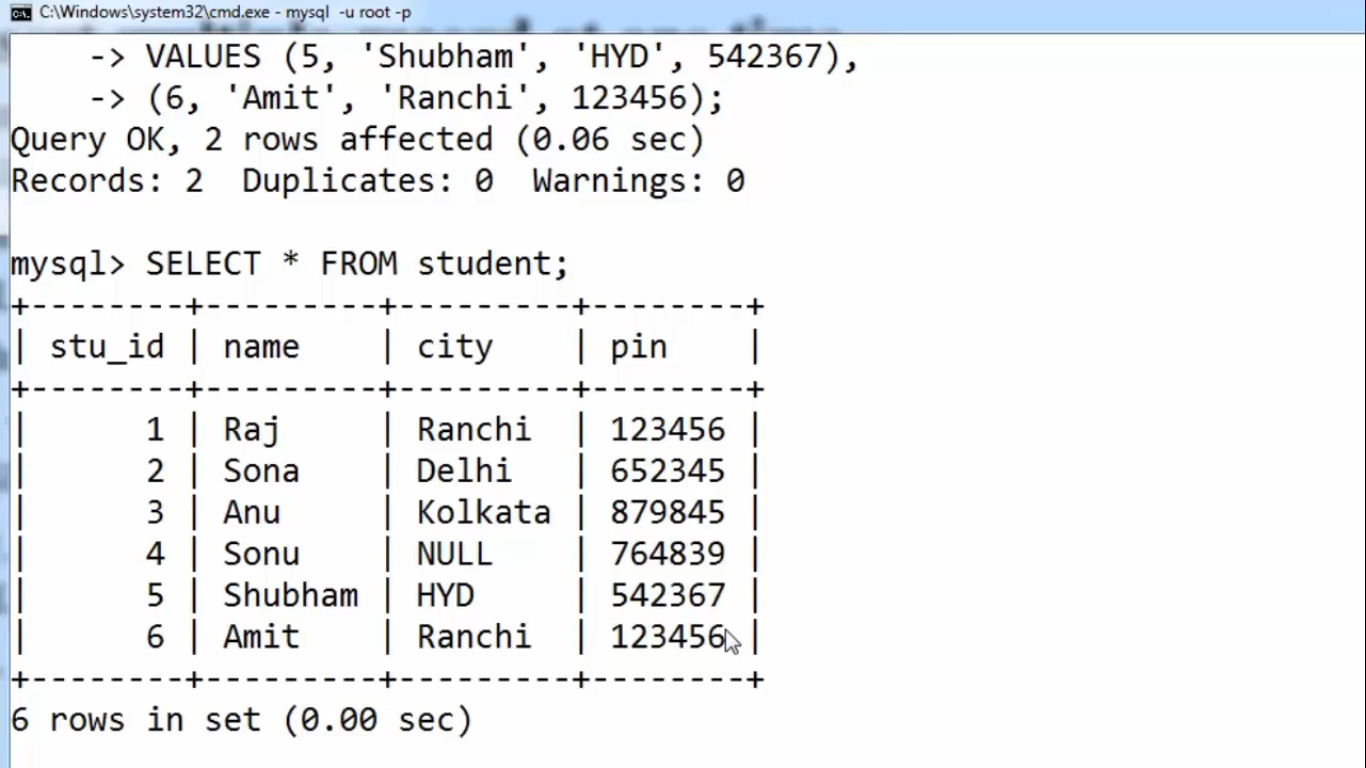 C:\Windows\system32\cmd.exe - mysql -u root -p
-> VALUES (5, 'Shubham', 'HYD', 542367),
-> (6, 'Amit', 'Ranchi', 123456);
Query OK, 2 rows affected (0.06 sec)
Records: 2  Duplicates: 0  Warnings: 0
mysql> SELECT * FROM student;
+--------+---------+---------+--------+
| stu_id | name    | city    | pin    |
+--------+---------+---------+--------+
|      1 | Raj     | Ranchi  | 123456 |
|      2 | Sona    | Delhi   | 652345 |
|      3 | Anu     | Kolkata | 879845 |
|      4 | Sonu    | NULL    | 764839 |
|      5 | Shubham | HYD     | 542367 |
|      6 | Amit    | Ranchi  | 123456 |
+--------+---------+---------+--------+
6 rows in set (0.00 sec)